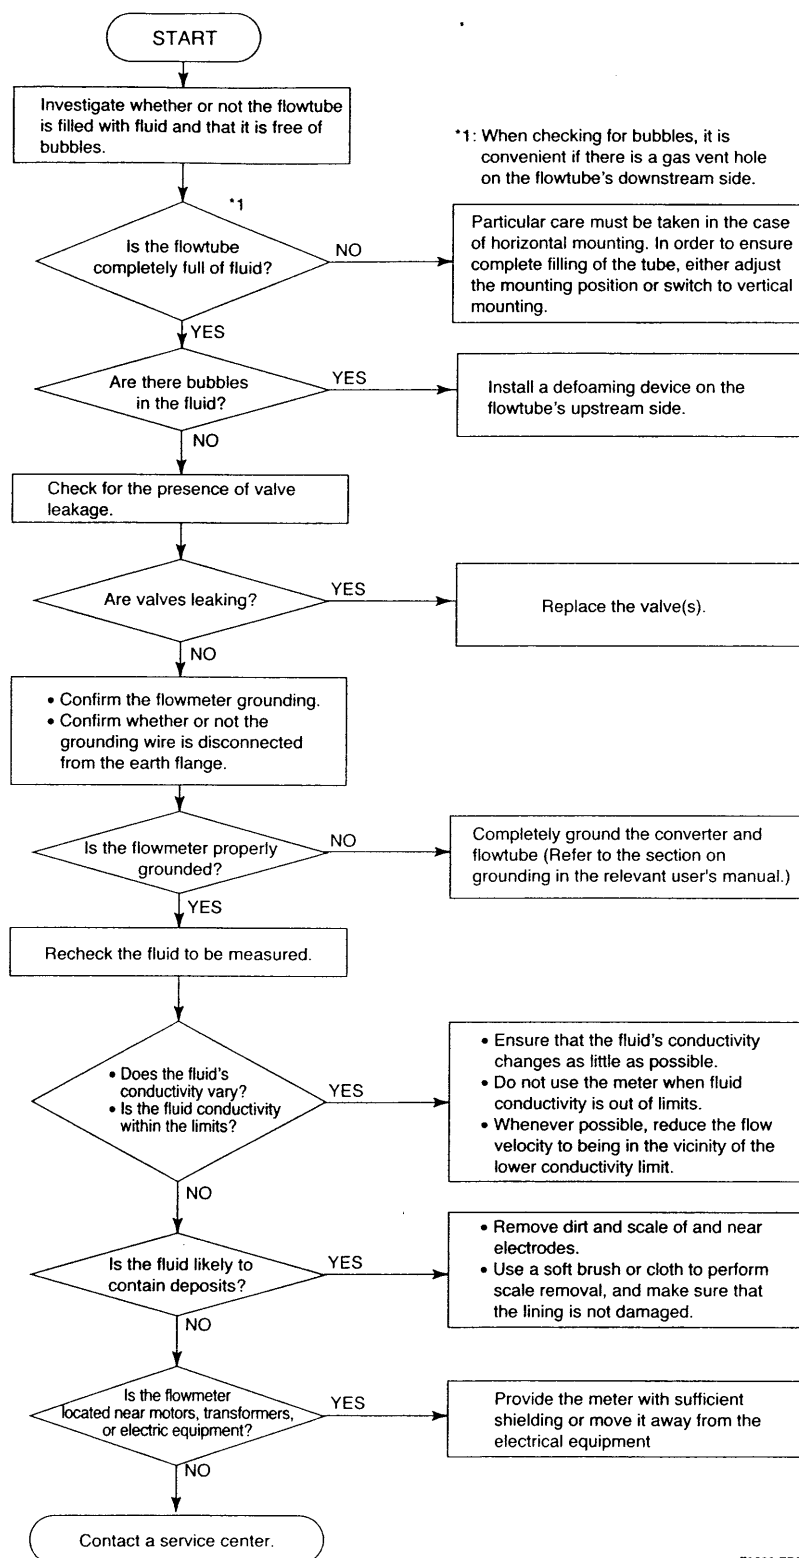 START
Investigate whether or not the flowtube
is filled with fluid and that it is free of
bubbles.
*1: When checking for bubbles, it is
convenient if there is a gas vent hole
on the flowtube's downstream side.
*1
Is the flowtube
completely full of fluid?
NO
Particular care must be taken in the case
of horizontal mounting. In order to ensure
complete filling of the tube, either adjust
the mounting position or switch to vertical
mounting.
YES
Are there bubbles
in the fluid?
YES
Install a defoaming device on the
flowtube's upstream side.
NO
Check for the presence of valve
leakage.
Are valves leaking?
YES
Replace the valve(s).
NO
• Confirm the flowmeter grounding.
• Confirm whether or not the
grounding wire is disconnected
from the earth flange.
Is the flowmeter properly
grounded?
NO
Completely ground the converter and
flowtube (Refer to the section on
grounding in the relevant user's manual.)
YES
Recheck the fluid to be measured.
• Does the fluid's
conductivity vary?
• Is the fluid conductivity
within the limits?
YES
• Ensure that the fluid's conductivity
changes as little as possible.
• Do not use the meter when fluid
conductivity is out of limits.
• Whenever possible, reduce the flow
velocity to being in the vicinity of the
lower conductivity limit.
NO
Is the fluid likely to
contain deposits?
YES
• Remove dirt and scale of and near
electrodes.
• Use a soft brush or cloth to perform
scale removal, and make sure that
the lining is not damaged.
NO
Is the flowmeter
located near motors, transformers,
or electric equipment?
YES
Provide the meter with sufficient
shielding or move it away from the
electrical equipment
NO
Contact a service center.